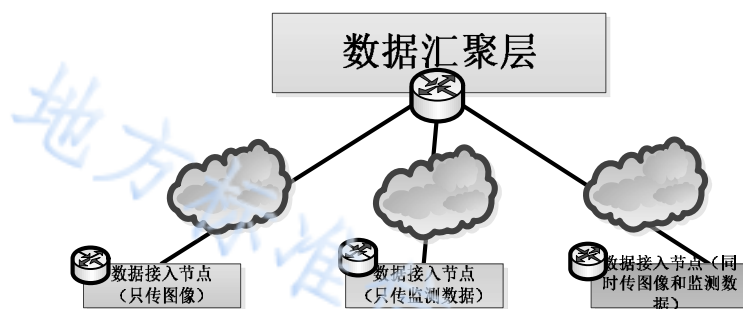 数据汇聚层
数据接入节点
(只传图像)
数据接入节点
(只传监测数据)
数据接入节点(同
时传图像和监测数
据)
地方标准